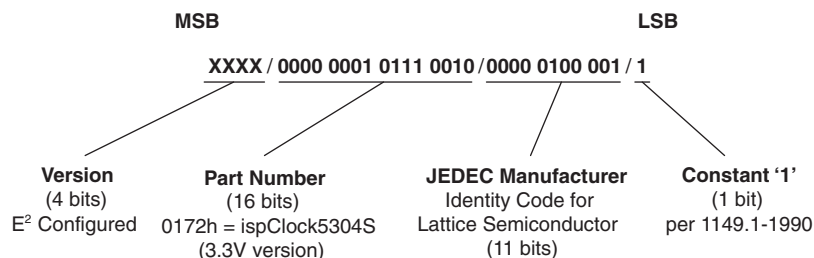 MSB LSB
XXXX / 0000 0001 0111 0010 / 0000 0100 001 / 1
Version
(4 bits)
E² Configured
Part Number
(16 bits)
0172h = ispClock5304S
(3.3V version)
JEDEC Manufacturer
Identity Code for
Lattice Semiconductor
(11 bits)
Constant ‘1’
(1 bit)
per 1149.1-1990